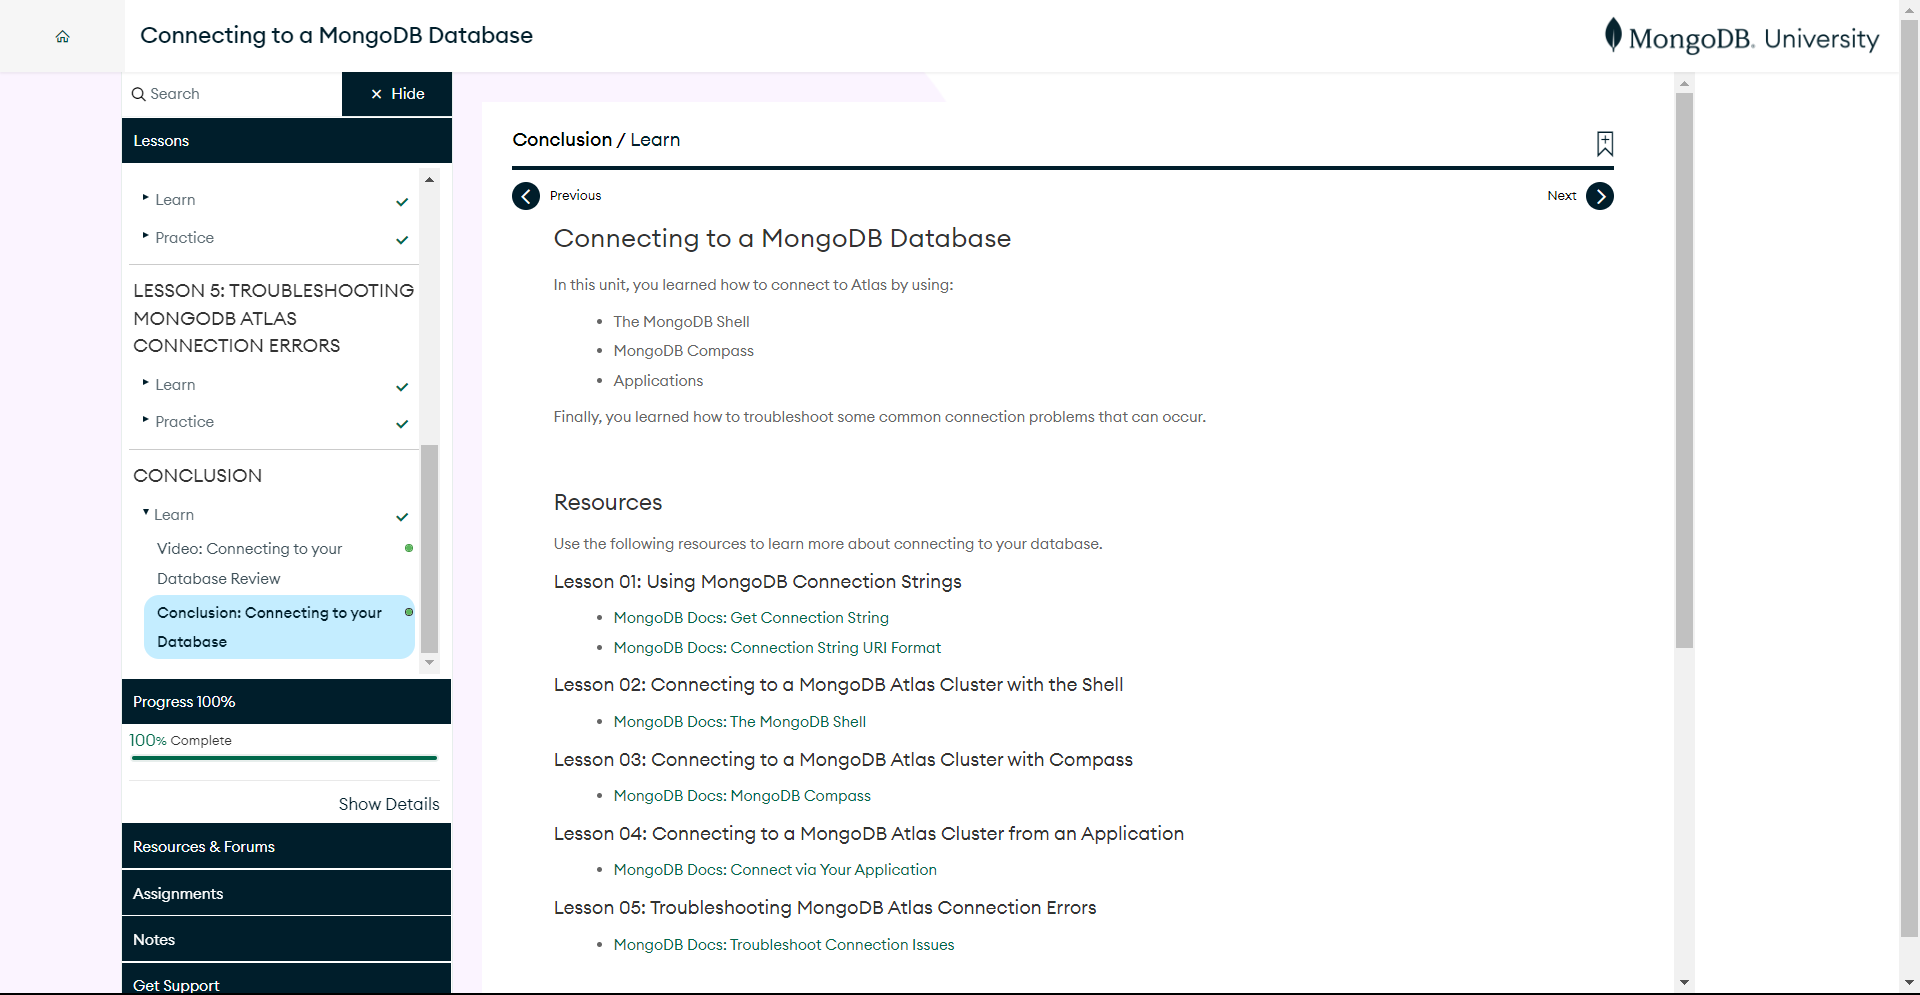 Connecting to a MongoDB Database
MongoDB. University
Search
× Hide
Lessons
Learn
Practice
LESSON 5: TROUBLESHOOTING
MONGODB ATLAS
CONNECTION ERRORS
Learn
Practice
CONCLUSION
Learn
Video: Connecting to your
Database Review
Conclusion: Connecting to your
Database
Progress 100%
100% Complete
Show Details
Resources & Forums
Assignments
Notes
Get Support
Conclusion / Learn
Previous
Next
Connecting to a MongoDB Database
In this unit, you learned how to connect to Atlas by using:
• The MongoDB Shell
• MongoDB Compass
• Applications
Finally, you learned how to troubleshoot some common connection problems that can occur.
Resources
Use the following resources to learn more about connecting to your database.
Lesson 01: Using MongoDB Connection Strings
• MongoDB Docs: Get Connection String
• MongoDB Docs: Connection String URI Format
Lesson 02: Connecting to a MongoDB Atlas Cluster with the Shell
• MongoDB Docs: The MongoDB Shell
Lesson 03: Connecting to a MongoDB Atlas Cluster with Compass
• MongoDB Docs: MongoDB Compass
Lesson 04: Connecting to a MongoDB Atlas Cluster from an Application
• MongoDB Docs: Connect via Your Application
Lesson 05: Troubleshooting MongoDB Atlas Connection Errors
• MongoDB Docs: Troubleshoot Connection Issues